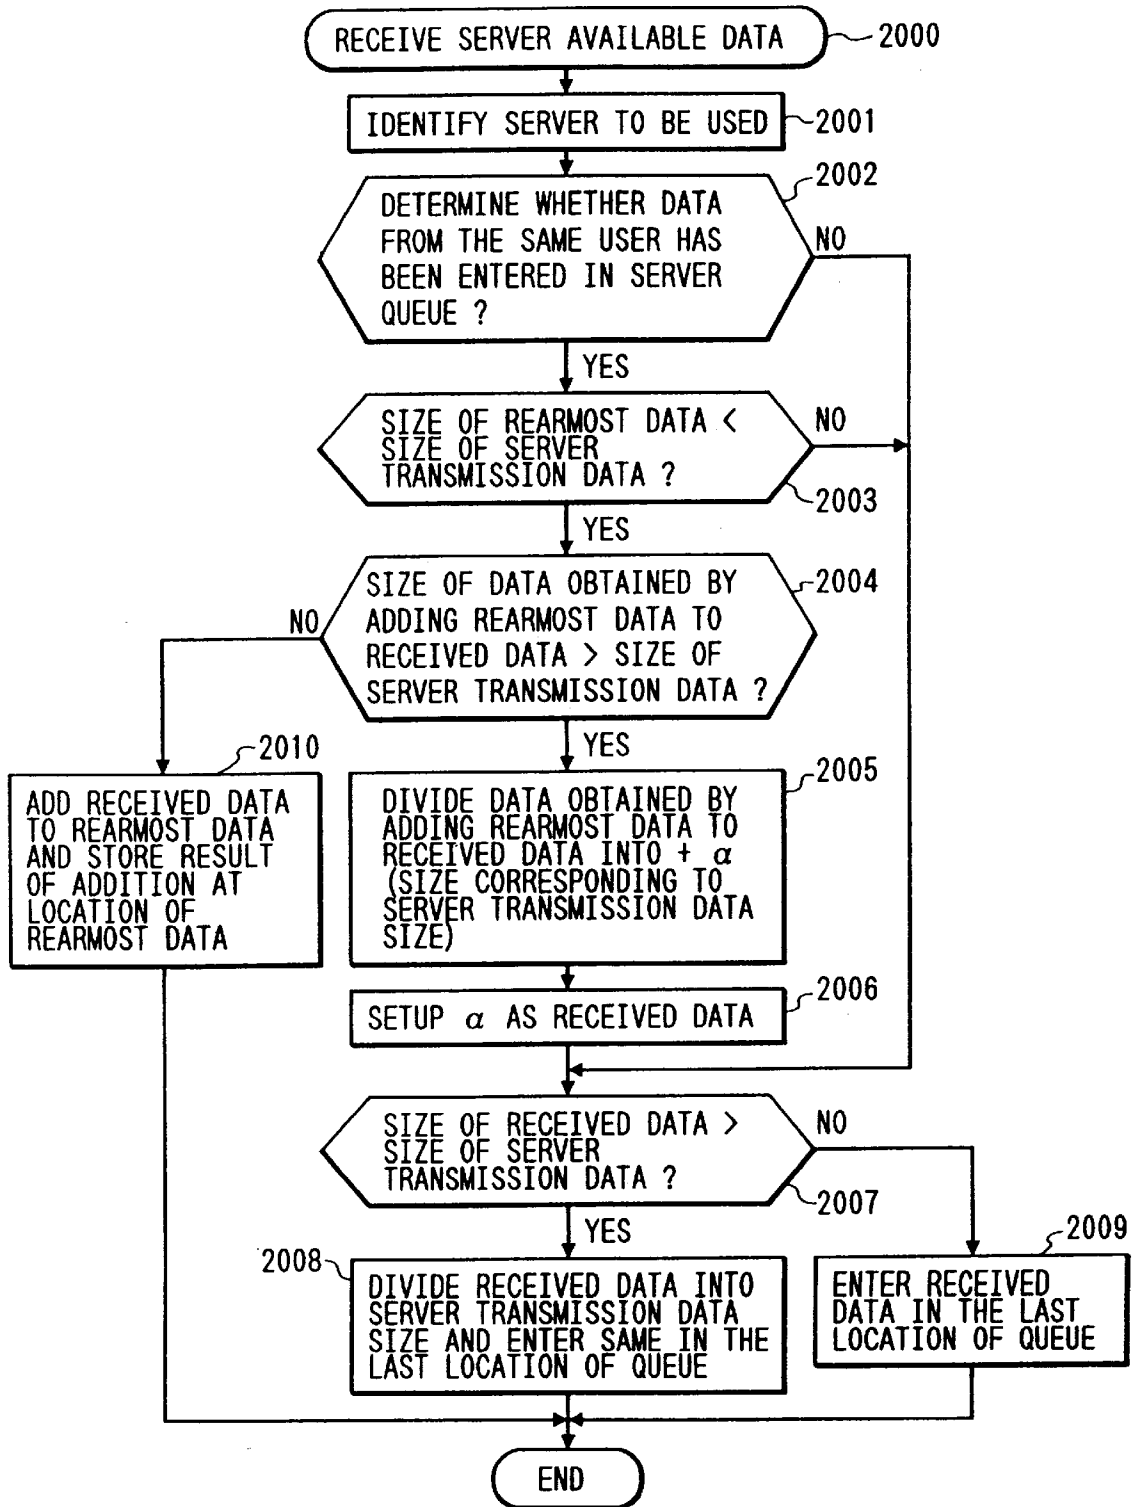 RECEIVE SERVER AVAILABLE DATA
2000
IDENTIFY SERVER TO BE USED
2001
2002
DETERMINE WHETHER DATA
FROM THE SAME USER HAS
BEEN ENTERED IN SERVER
QUEUE ?
NO
YES
SIZE OF REARMOST DATA <
SIZE OF SERVER
TRANSMISSION DATA ?
NO
2003
YES
SIZE OF DATA OBTAINED BY
ADDING REARMOST DATA TO
RECEIVED DATA > SIZE OF
SERVER TRANSMISSION DATA ?
2004
NO
YES
2010
ADD RECEIVED DATA
TO REARMOST DATA
AND STORE RESULT
OF ADDITION AT
LOCATION OF
REARMOST DATA
2005
DIVIDE DATA OBTAINED BY
ADDING REARMOST DATA TO
RECEIVED DATA INTO + α
(SIZE CORRESPONDING TO
SERVER TRANSMISSION DATA
SIZE)
2006
SETUP α AS RECEIVED DATA
SIZE OF RECEIVED DATA >
SIZE OF SERVER
TRANSMISSION DATA ?
NO
2007
YES
2008
DIVIDE RECEIVED DATA INTO
SERVER TRANSMISSION DATA
SIZE AND ENTER SAME IN THE
LAST LOCATION OF QUEUE
2009
ENTER RECEIVED
DATA IN THE LAST
LOCATION OF QUEUE
END